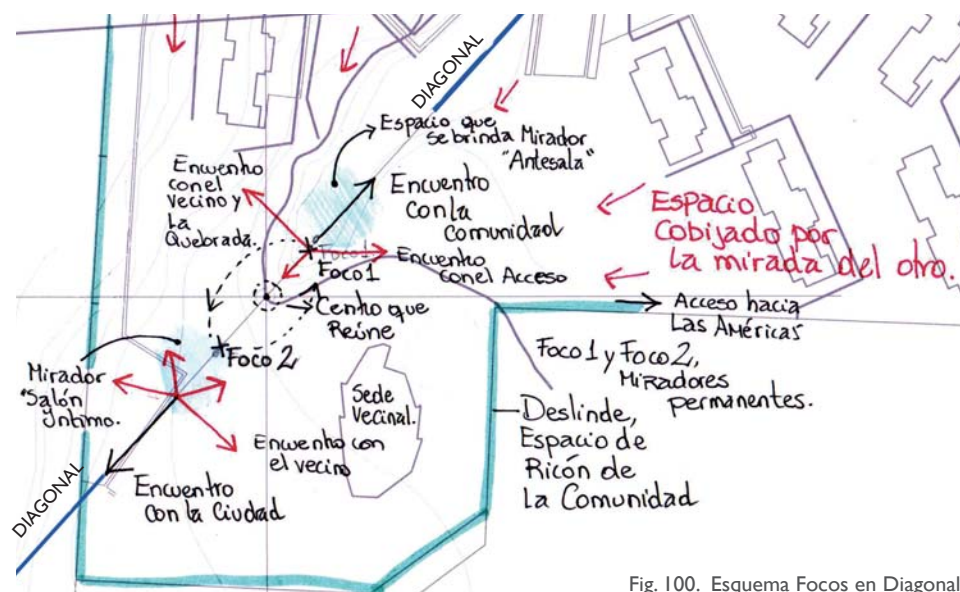 DIAGONAL
Espacio que
se brinda Mirador
"Antesala"
Encuentro
con el
vecino y
La
Quebrada.
Encuentro
con la
comunidad
Espacio
Cobijado por
la mirada del otro.
Foco 1
Foco 1
Encuentro
con el Acceso
Centro que
Reúne
Acceso hacia
Las Américas
Foco 2
Foco 1 y Foco 2,
Miradores
permanentes.
Mirador
"Salón
Yntimo.
Sede
Vecinal.
Deslinde,
Espacio de
Ricón de
La Comunidad
Encuentro con
el vecino
Encuentro
con la Ciudad
DIAGONAL
Fig. 100. Esquema Focos en Diagonal